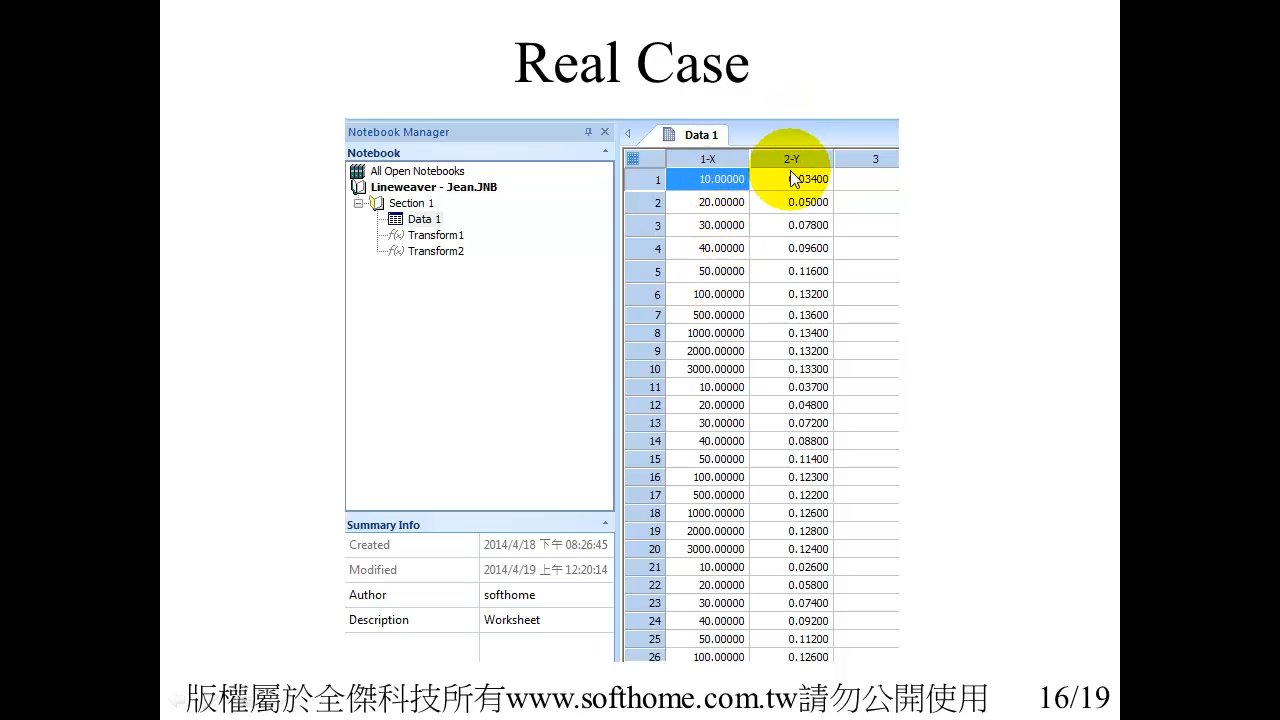 Real Case
Notebook Manager
Notebook
All Open Notebooks
Lineweaver - Jean.JNB
Section 1
Data 1
Transform1
Transform2
Summary Info
Created 2014/4/18 下午 08:26:45
Modified 2014/4/19 上午 12:20:14
Author softhome
Description Worksheet
Data 1
1-X 2-Y 3
1 10.00000 03400
2 20.00000 0.05000
3 30.00000 0.07800
4 40.00000 0.09600
5 50.00000 0.11600
6 100.00000 0.13200
7 500.00000 0.13600
8 1000.00000 0.13400
9 2000.00000 0.13200
10 3000.00000 0.13300
11 10.00000 0.03700
12 20.00000 0.04800
13 30.00000 0.07200
14 40.00000 0.08800
15 50.00000 0.11400
16 100.00000 0.12300
17 500.00000 0.12200
18 1000.00000 0.12600
19 2000.00000 0.12800
20 3000.00000 0.12400
21 10.00000 0.02600
22 20.00000 0.05800
23 30.00000 0.07400
24 40.00000 0.09200
25 50.00000 0.11200
26 100.00000 0.12600
版權屬於全傑科技所有www.softhome.com.tw請勿公開使用 16/19